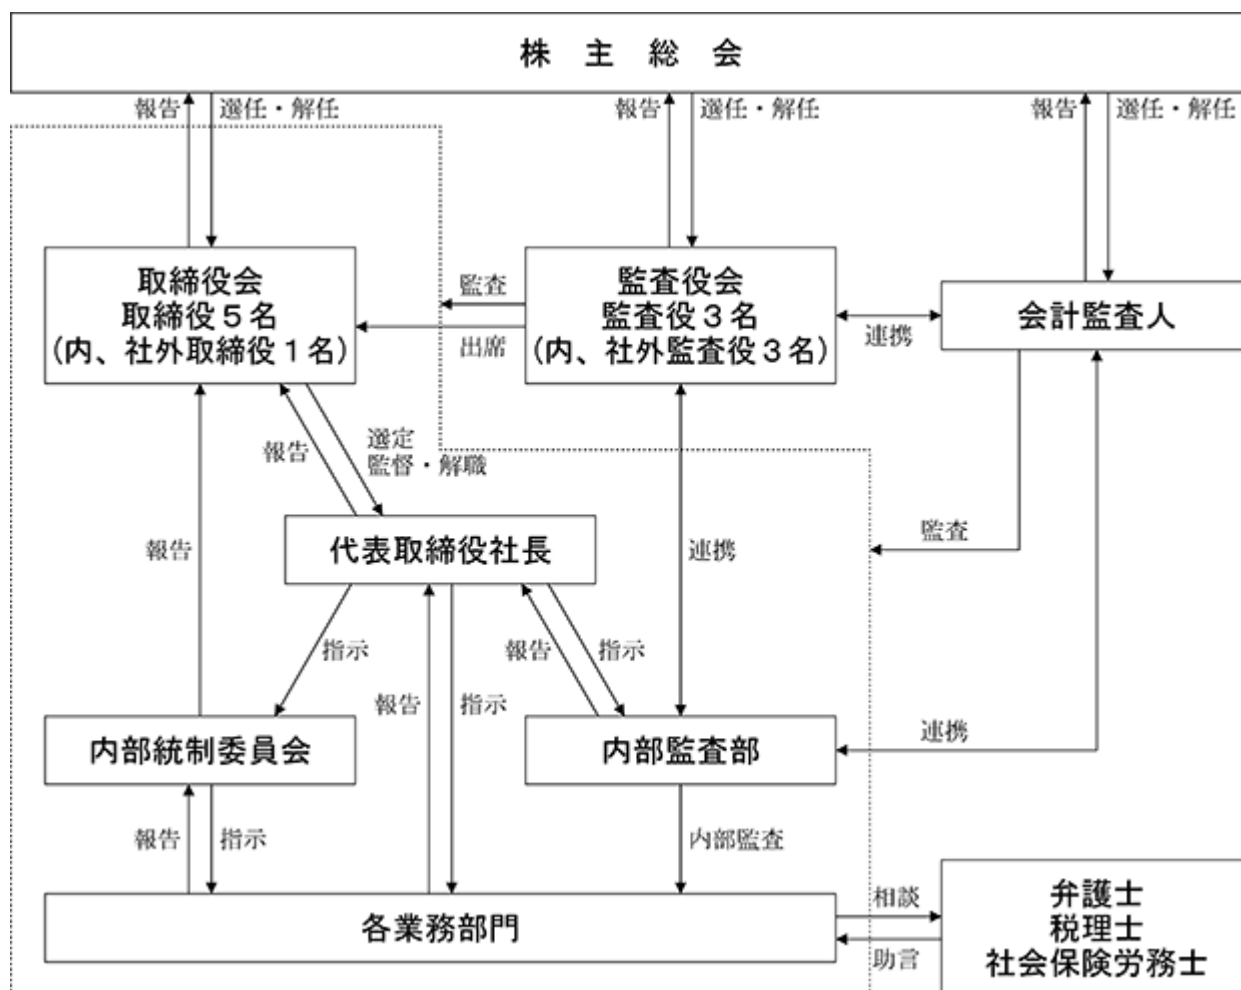 株 主 総 会
報告
選任・解任
報告
選任・解任
報告
選任・解任
取締役会
取締役5名
(内、社外取締役1名)
監査
出席
監査役会
監査役3名
(内、社外監査役3名)
連携
会計監査人
報告
選定
監督・解職
報告
代表取締役社長
連携
監査
指示
報告
指示
報告
指示
内部統制委員会
内部監査部
連携
報告
指示
内部監査
各業務部門
相談
助言
弁護士
税理士
社会保険労務士